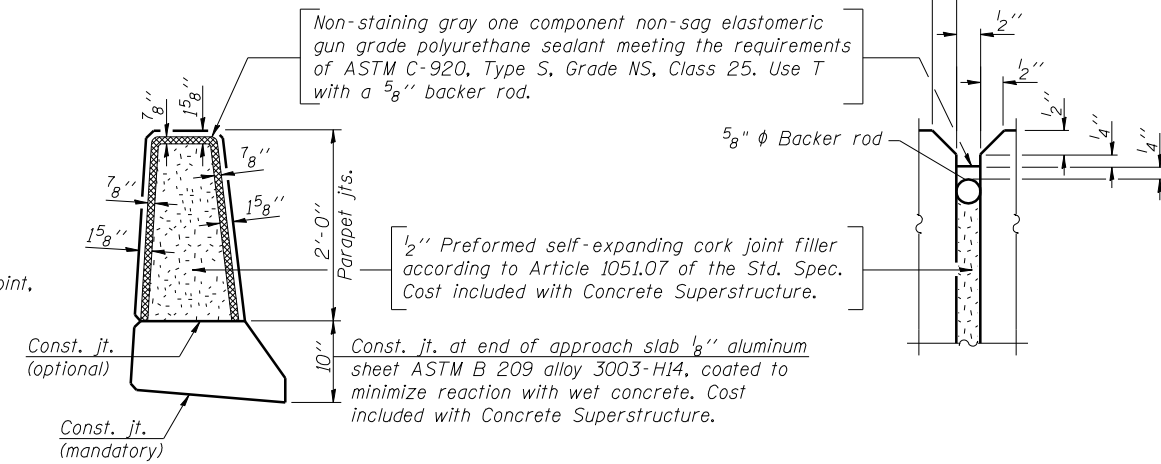 Non-staining gray one component non-sag elastomeric
gun grade polyurethane sealant meeting the requirements
of ASTM C-920, Type S, Grade NS, Class 25. Use T
with a 5/8'' backer rod.
1/2''
1/2''
1/2''
1/4''
1/4''
7/8''
1 5/8''
5/8" ϕ Backer rod
7/8''
7/8''
1 5/8''
1 5/8''
2'-0''
Parapet jts.
1/2'' Preformed self-expanding cork joint filler
according to Article 1051.07 of the Std. Spec.
Cost included with Concrete Superstructure.
oint,
Const. jt.
(optional)
10''
Const. jt. at end of approach slab 1/8'' aluminum
sheet ASTM B 209 alloy 3003-H14, coated to
minimize reaction with wet concrete. Cost
included with Concrete Superstructure.
Const. jt.
(mandatory)